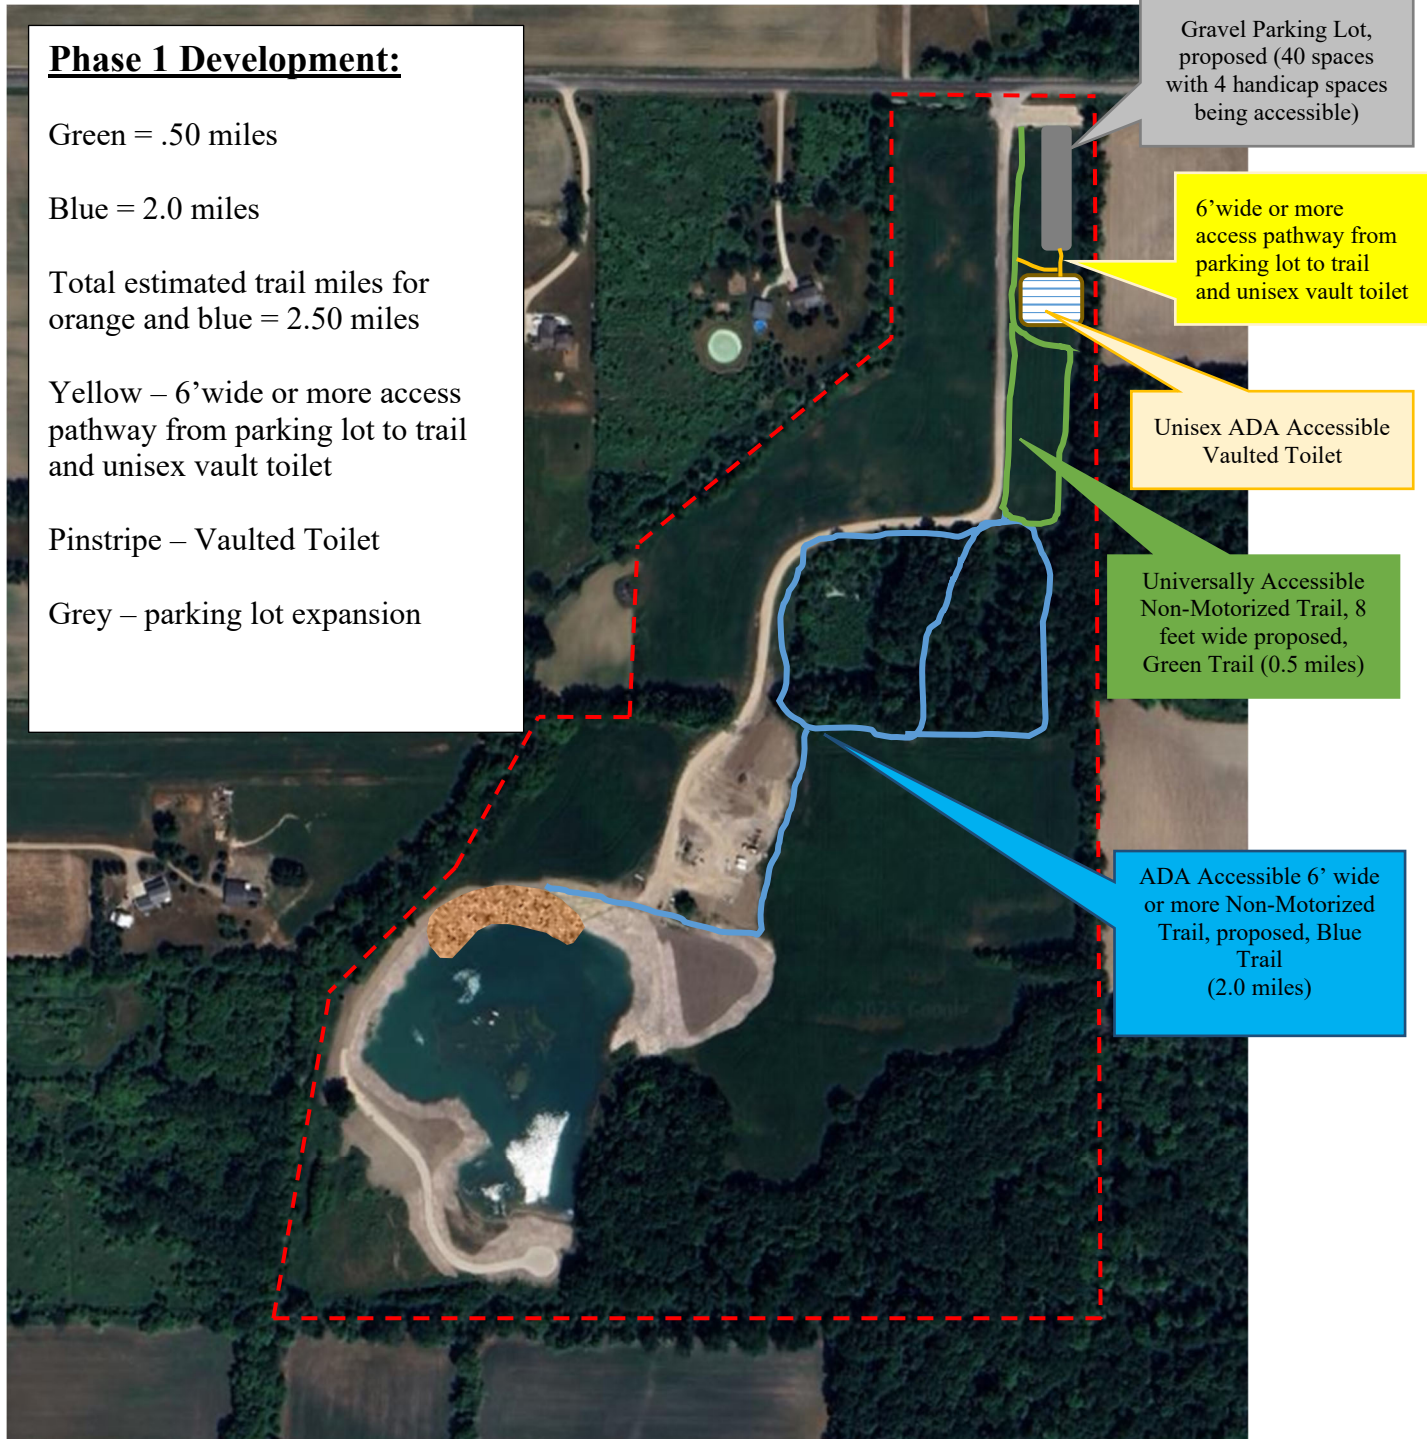 Phase 1 Development:
Green = .50 miles
Blue = 2.0 miles
Total estimated trail miles for
orange and blue = 2.50 miles
Yellow – 6’wide or more access
pathway from parking lot to trail
and unisex vault toilet
Pinstripe – Vaulted Toilet
Grey – parking lot expansion
Gravel Parking Lot,
proposed (40 spaces
with 4 handicap spaces
being accessible)
6’wide or more
access pathway from
parking lot to trail
and unisex vault toilet
Unisex ADA Accessible
Vaulted Toilet
Universally Accessible
Non-Motorized Trail, 8
feet wide proposed,
Green Trail (0.5 miles)
ADA Accessible 6’ wide
or more Non-Motorized
Trail, proposed, Blue
Trail
(2.0 miles)
Google